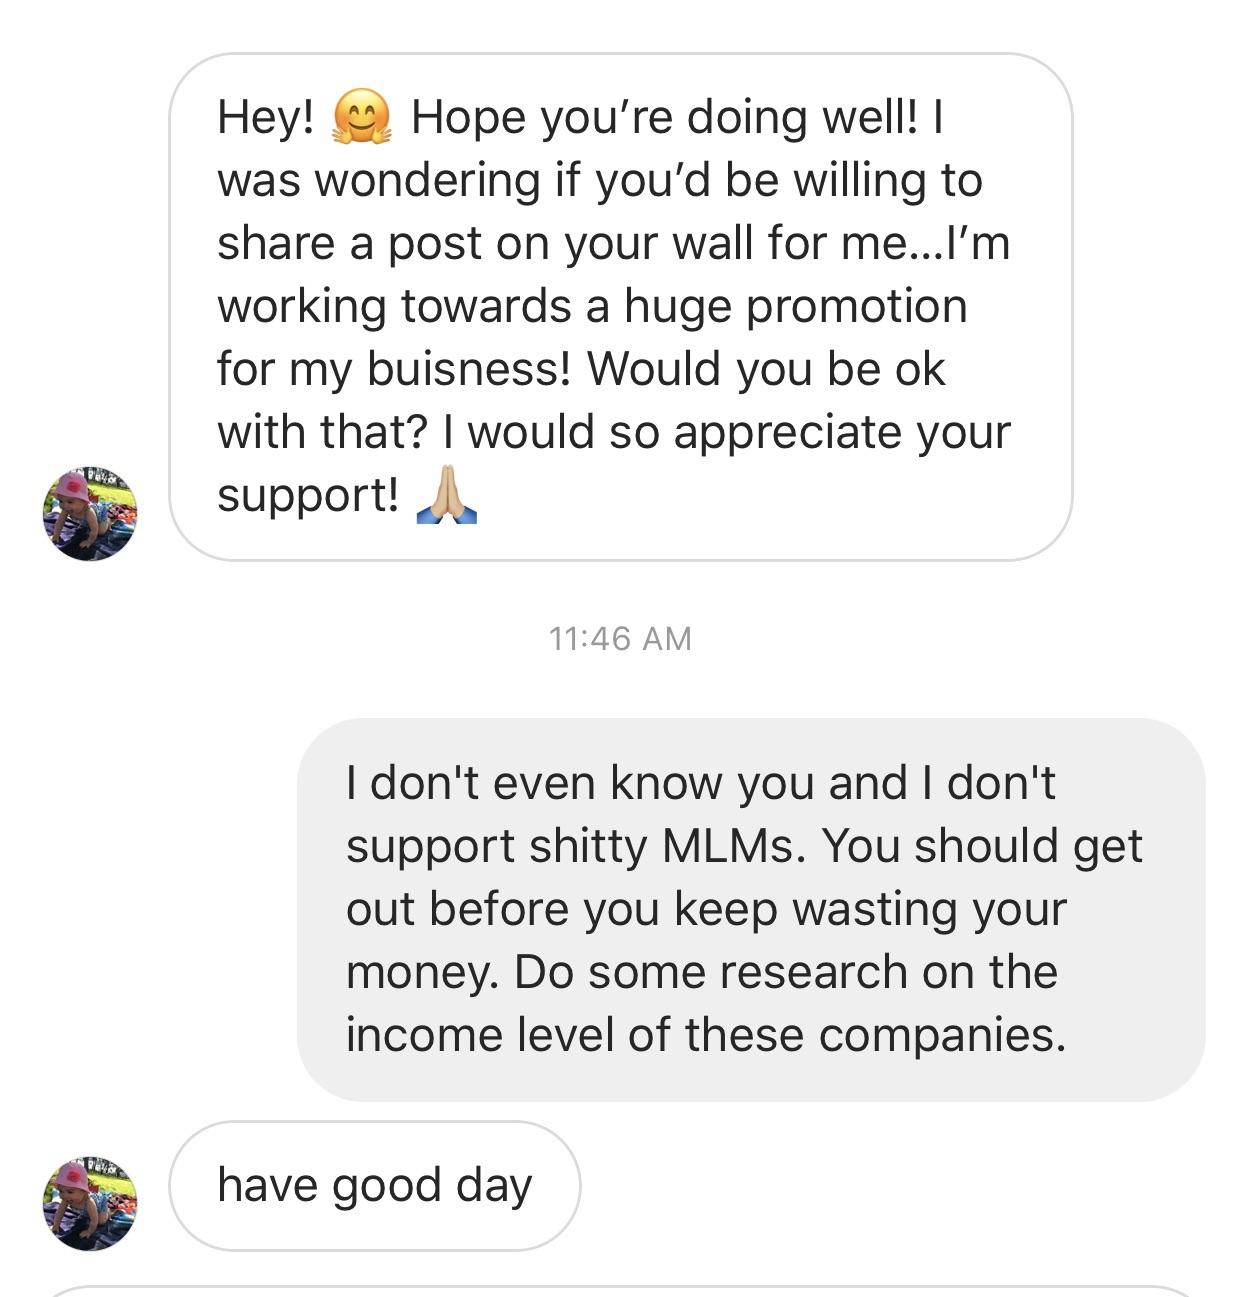 Hey! 🤗 Hope you’re doing well! I
was wondering if you’d be willing to
share a post on your wall for me...I’m
working towards a huge promotion
for my buisness! Would you be ok
with that? I would so appreciate your
support! 🙏🏼
11:46 AM
I don't even know you and I don't
support shitty MLMs. You should get
out before you keep wasting your
money. Do some research on the
income level of these companies.
have good day